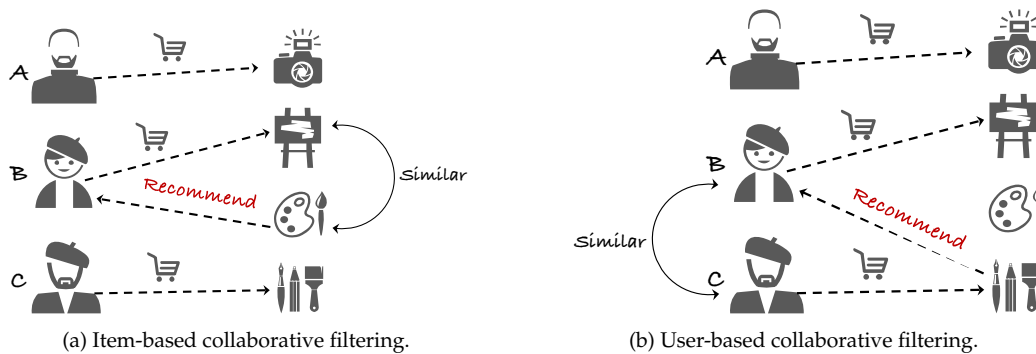 A
B
Recommend
Similar
C
(a) Item-based collaborative filtering.
A
B
Recommend
Similar
C
(b) User-based collaborative filtering.